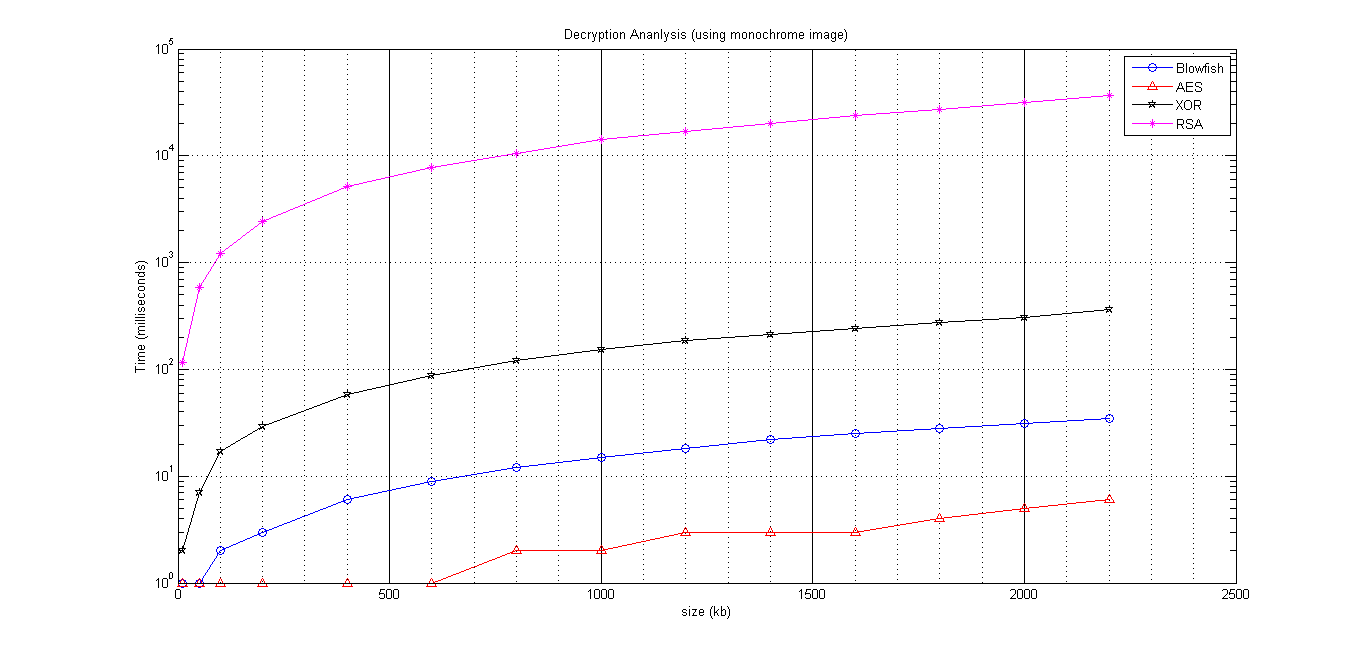 Decryption Ananlysis (using monochrome image)
10^5
10^4
10^3
10^2
10^1
10^0
Time (milliseconds)
Blowfish
AES
XOR
RSA
0 500 1000 1500 2000 2500
size (kb)